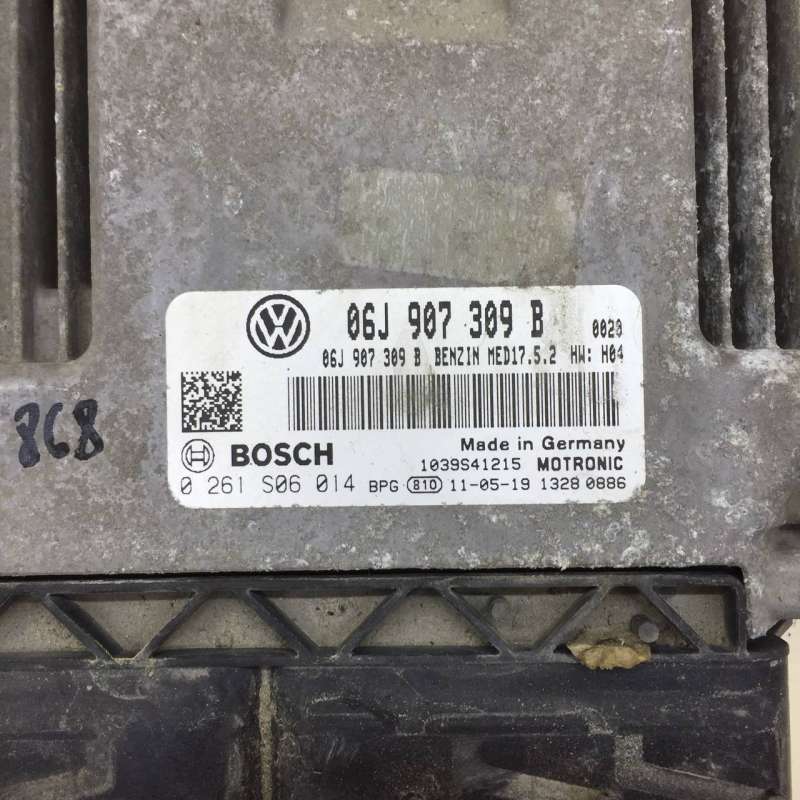 06J 907 309 B 0020
06J 907 309 B BENZIN MED17.5.2 HW: H04
868
Made in Germany
BOSCH 1039S41215 MOTRONIC
0 261 S06 014 BPG 810 11-05-19 1328 0886